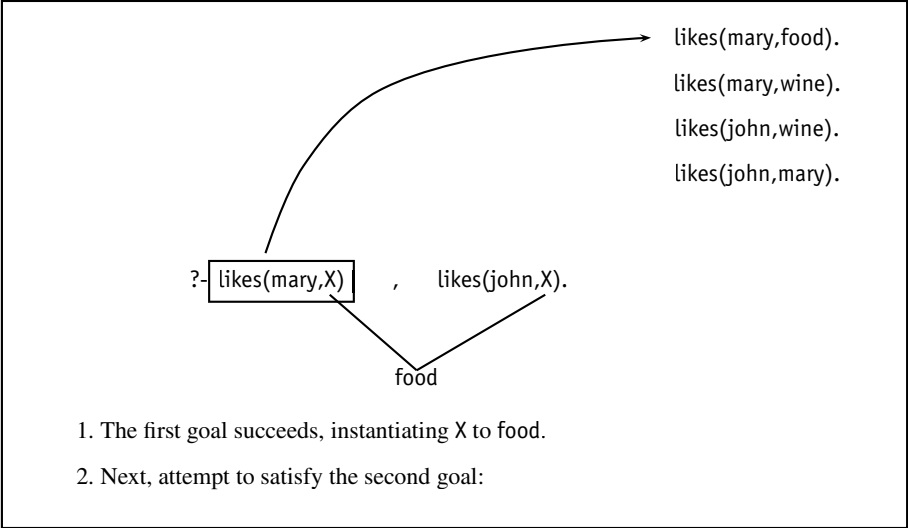 likes(mary,food).
likes(mary,wine).
likes(john,wine).
likes(john,mary).
?- likes(mary,X) , likes(john,X).
food
1. The first goal succeeds, instantiating X to food.
2. Next, attempt to satisfy the second goal: